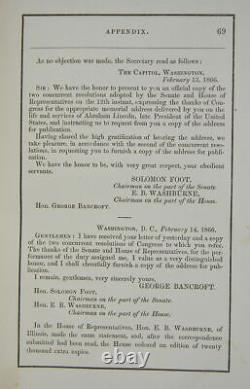 APPENDIX. 69
As no objection was made, the Secretary read as follows:
THE CAPITOL, WASHINGTON,
February 13, 1866.
SIR: We have the honor to present to you an official copy of the
two concurrent resolutions adopted by the Senate and House of
Representatives on the 12th instant, expressing the thanks of Con-
gress for the appropriate memorial address delivered by you on the
life and services of Abraham Lincoln, late President of the United
States, and instructing us to request from you a copy of the address
for publication.
Having shared the high gratification of hearing the address, we
take pleasure, in accordance with the second of the concurrent reso-
lutions, in requesting you to furnish a copy of the address for pub-
lication.
We have the honor to be, with very great respect, your obedient
servants.
SOLOMON FOOT,
Chairman on the part of the Senate.
E. B. WASHBURNE,
Chairman on the part of the House.
HON. GEORGE BANCROFT.
WASHINGTON, D. C., February 14, 1866.
GENTLEMEN: I have received your letter of yesterday and a copy of
the two concurrent resolutions of Congress to which you refer.
The thanks of the Senate and House of Representatives, for the per-
formance of the duty assigned me, I value as a very distinguished
honor, and I shall cheerfully furnish a copy of the address for pub-
lication.
I remain, gentlemen, very sincerely yours,
GEORGE BANCROFT.
Hon. SOLOMON FOOT,
Chairman on the part of the Senate.
Hon. E. B. WASHBURNE,
Chairman on the part of the House.
In the House of Representatives, Hon. E. B. WASHBURNE, of
Illinois, made the same statement, and, after the correspondence
submitted had been read, the House ordered an edition of twenty
thousand extra copies.